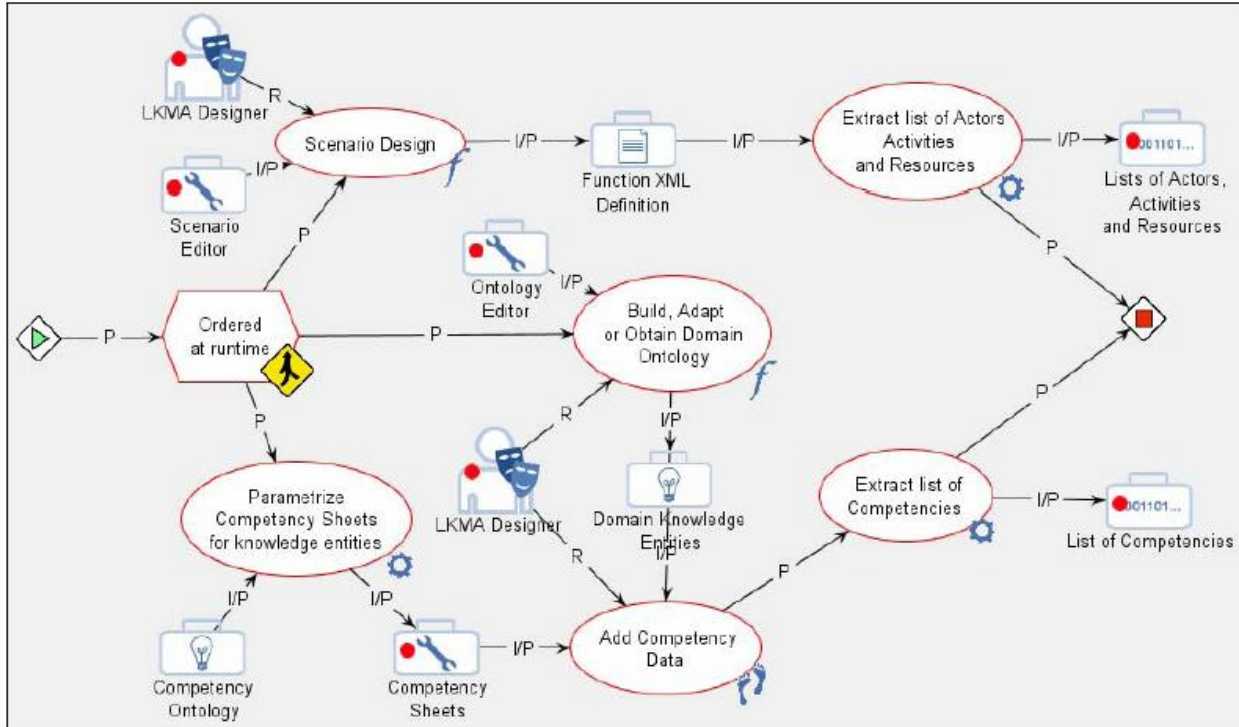 R
LKMA Designer
Scenario Design
I/P
Function XML
Definition
I/P
Extract list of Actors
Activities
and Resources
I/P
001101...
Lists of Actors,
Activities
and Resources
I/P
Scenario
Editor
P
P
Ontology
Editor
I/P
Build, Adapt
or Obtain Domain
Ontology
P
Ordered
at runtime
P
P
R
I/P
P
LKMA Designer
Domain Knowledge
Entities
I/P
R
Parametrize
Competency Sheets
for knowledge entities
Extract list of
Competencies
I/P
001101...
List of Competencies
P
I/P
I/P
Competency
Ontology
Competency
Sheets
I/P
Add Competency
Data